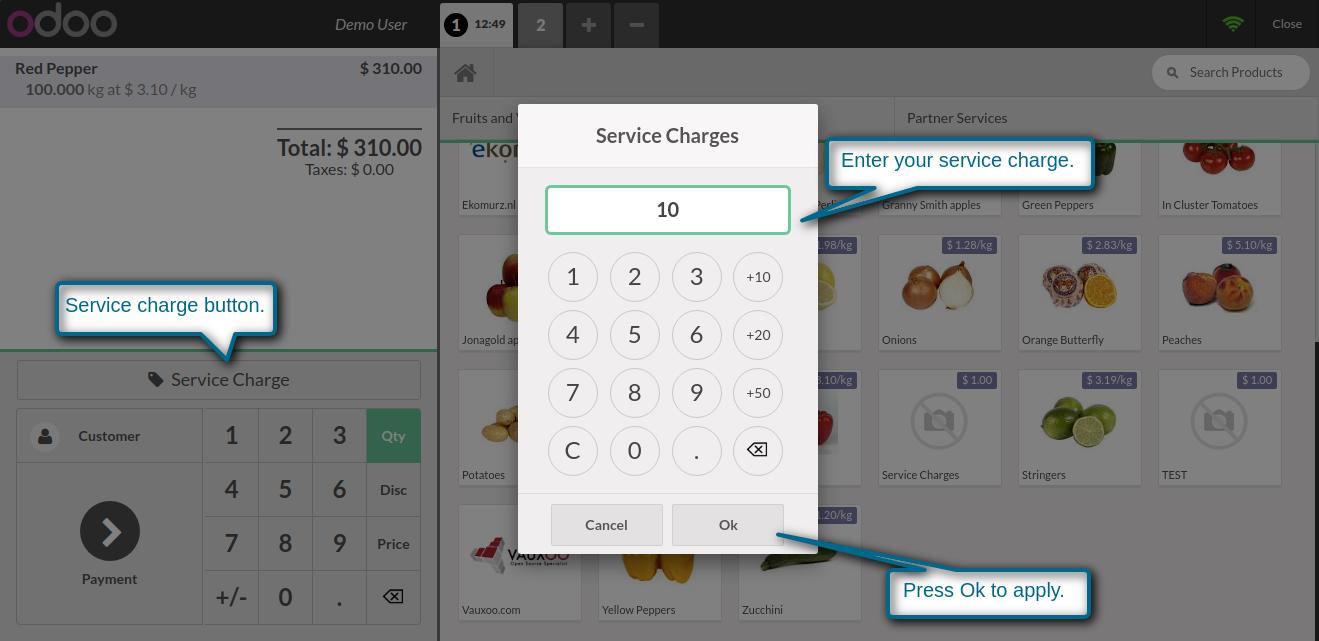 odoo
Demo User
1 12:49
2
+
−
Close
Red Pepper $ 310.00
100.000 kg at $ 3.10 / kg
Total: $ 310.00
Taxes: $ 0.00
Search Products
Fruits and
Partner Services
Service Charges
10
1 2 3 +10
4 5 6 +20
7 8 9 +50
C 0 .
Cancel Ok
Enter your service charge.
Service charge button.
Press Ok to apply.
Ekomurz.nl
Granny Smith apples
Green Peppers
In Cluster Tomatoes
.98/kg
$ 1.28/kg
$ 2.83/kg
$ 5.10/kg
Jonagold
Onions
Orange Butterfly
Peaches
3.10/kg
$ 1.00
$ 3.19/kg
$ 1.00
Potatoes
Service Charges
Stringers
TEST
1.20/kg
VAUXOO
Open Source Specialist
Vauxoo.com
Yellow Peppers
Zucchini
Service Charge
Customer
1 2 3 Qty
4 5 6 Disc
7 8 9 Price
+/- 0 .
Payment